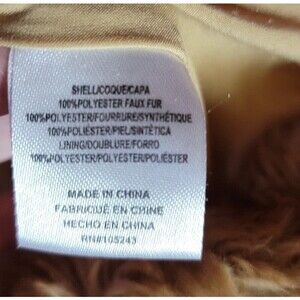 SHELL/COQUE/CAPA
100%POLYESTER FAUX FUR
100%POLYESTER/FOURRURE/SYNTHÉTIQUE
100%POLIÉSTER/PIEL/SINTÉTICA
LINING/DOUBLURE/FORRO
100%POLYESTER/POLYESTER/POLIÉSTER
MADE IN CHINA
FABRIQUÉ EN CHINE
HECHO EN CHINA
RN#105243